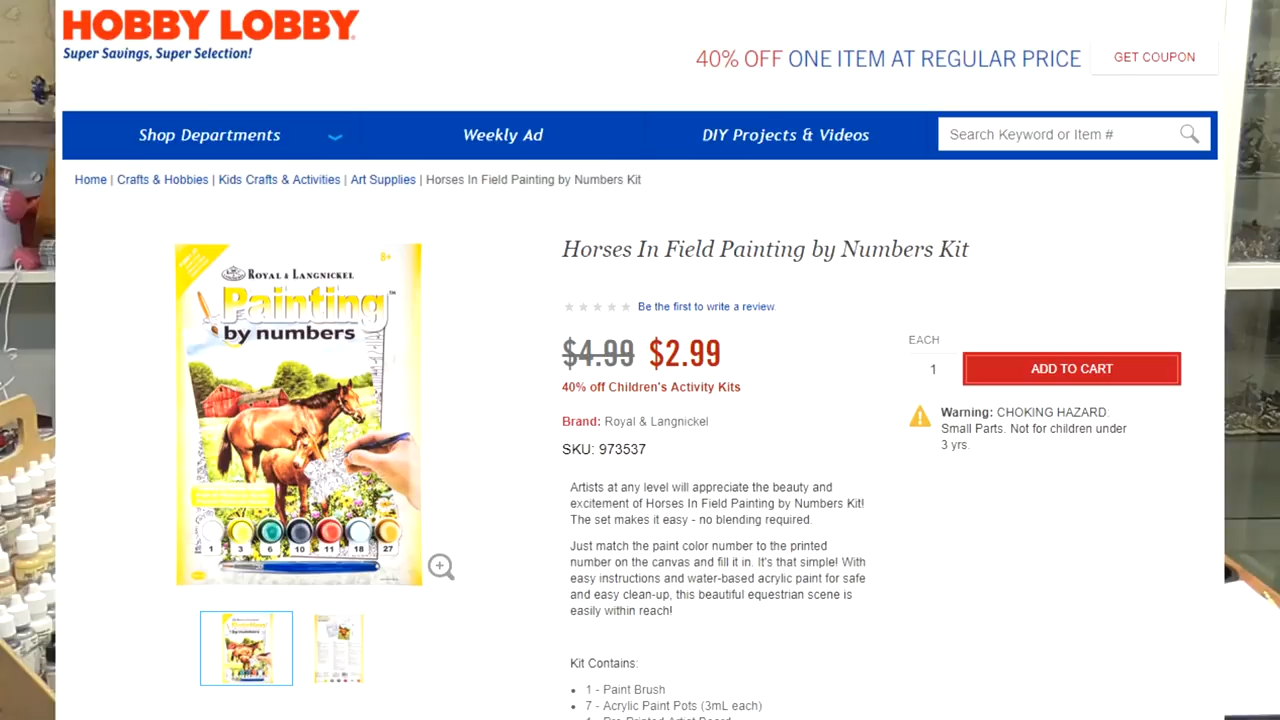 HOBBY LOBBY
Super Savings, Super Selection!
40% OFF ONE ITEM AT REGULAR PRICE
GET COUPON
Shop Departments
Weekly Ad
DIY Projects & Videos
Search Keyword or Item #
Home | Crafts & Hobbies | Kids Crafts & Activities | Art Supplies | Horses In Field Painting by Numbers Kit
Horses In Field Painting by Numbers Kit
8+
ROYAL & LANGNICKEL
Painting™
by numbers
1 3 6 10 11 18 27
Be the first to write a review.
$4.99 $2.99
40% off Children's Activity Kits
Brand: Royal & Langnickel
SKU: 973537
EACH
1
ADD TO CART
Warning: CHOKING HAZARD:
Small Parts. Not for children under
3 yrs.
Artists at any level will appreciate the beauty and
excitement of Horses In Field Painting by Numbers Kit!
The set makes it easy - no blending required.
Just match the paint color number to the printed
number on the canvas and fill it in. It's that simple! With
easy instructions and water-based acrylic paint for safe
and easy clean-up, this beautiful equestrian scene is
easily within reach!
Kit Contains:
• 1 - Paint Brush
• 7 - Acrylic Paint Pots (3mL each)